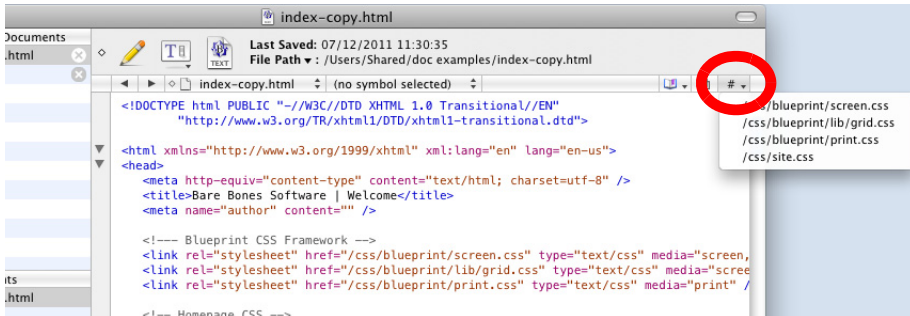 index-copy.html
Documents
.html
Last Saved: 07/12/2011 11:30:35
File Path ▾ : /Users/Shared/doc examples/index-copy.html
TEXT
index-copy.html (no symbol selected) #
/css/blueprint/screen.css
/css/blueprint/lib/grid.css
/css/blueprint/print.css
/css/site.css
<!DOCTYPE html PUBLIC "-//W3C//DTD XHTML 1.0 Transitional//EN"
"http://www.w3.org/TR/xhtml1/DTD/xhtml1-transitional.dtd">
<html xmlns="http://www.w3.org/1999/xhtml" xml:lang="en" lang="en-us">
<head>
<meta http-equiv="content-type" content="text/html; charset=utf-8" />
<title>Bare Bones Software | Welcome</title>
<meta name="author" content="" />
<!--- Blueprint CSS Framework -->
<link rel="stylesheet" href="/css/blueprint/screen.css" type="text/css" media="screen,
<link rel="stylesheet" href="/css/blueprint/lib/grid.css" type="text/css" media="scree
<link rel="stylesheet" href="/css/blueprint/print.css" type="text/css" media="print" /
nts
.html
<!-- Homepage CSS -->